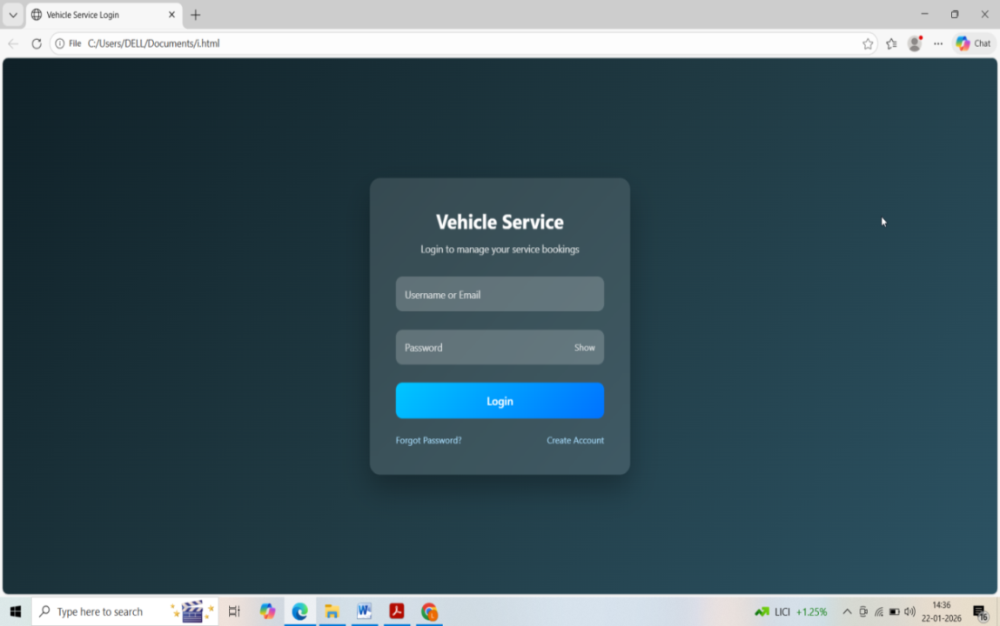 Vehicle Service Login
File C:/Users/DELL/Documents/i.html
Chat
Vehicle Service
Login to manage your service bookings
Username or Email
Password Show
Login
Forgot Password? Create Account
Type here to search
LICI +1.25%
14:36
22-01-2026
16